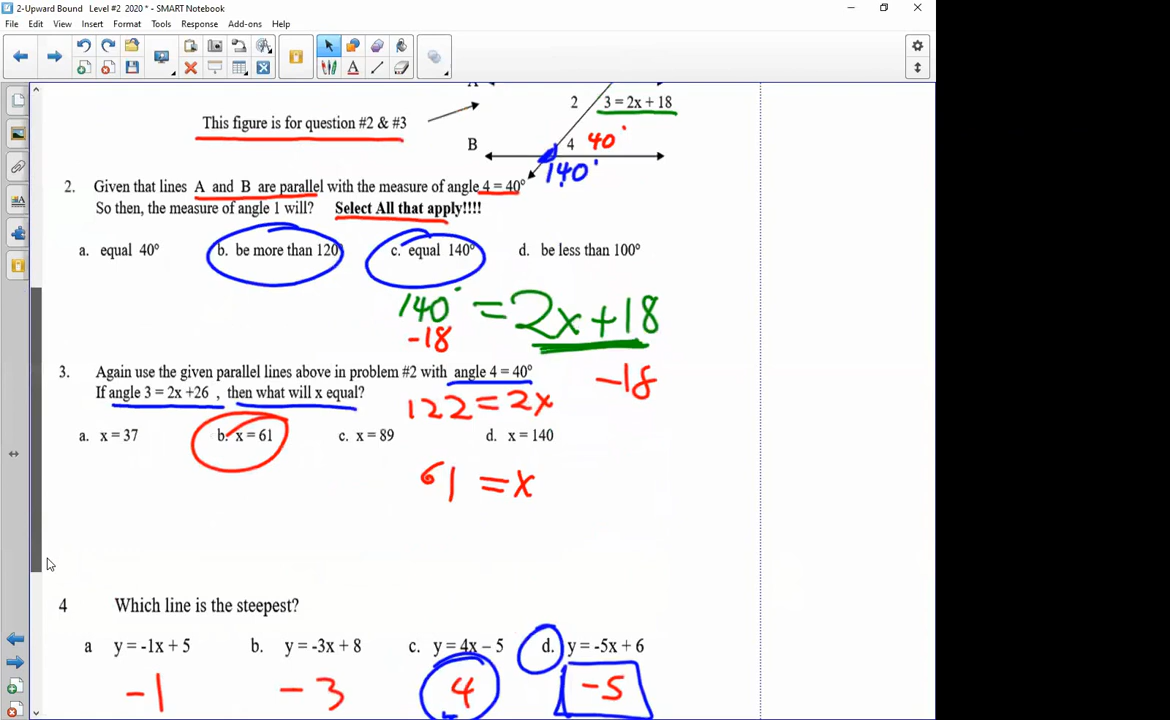 2-Upward Bound Level #2 2020 * - SMART Notebook
File Edit View Insert Format Tools Response Add-ons Help
2 3 = 2x + 18
This figure is for question #2 & #3
B 4 40°
140°
2. Given that lines A and B are parallel with the measure of angle 4 = 40°
So then, the measure of angle 1 will? Select All that apply!!!!
a. equal 40° b. be more than 120 c. equal 140° d. be less than 100°
140° = 2x + 18
-18
3. Again use the given parallel lines above in problem #2 with angle 4 = 40°
-18
If angle 3 = 2x +26 , then what will x equal?
122 = 2x
a. x = 37 b. x = 61 c. x = 89 d. x = 140
61 = x
4 Which line is the steepest?
a y = -1x + 5 b. y = -3x + 8 c. y = 4x – 5 d. y = -5x + 6
-1 -3 4 -5